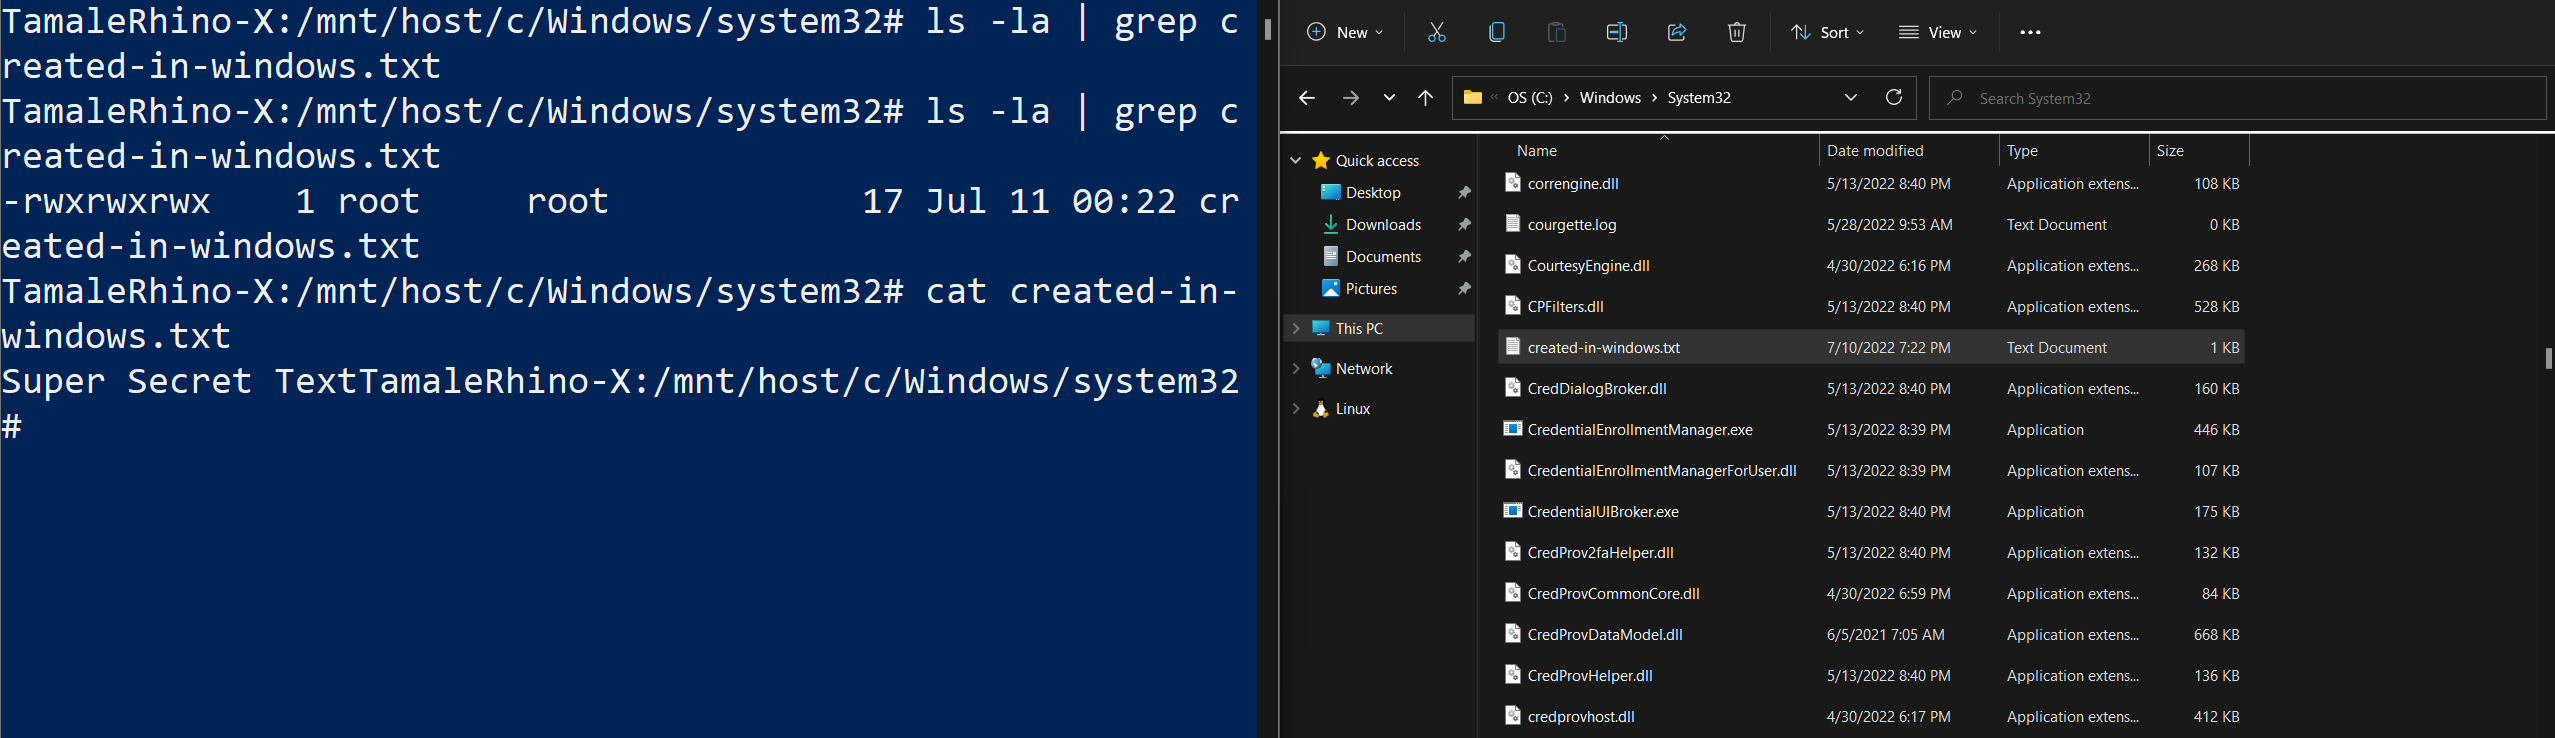 TamaleRhino-X:/mnt/host/c/Windows/system32# ls -la | grep c
reated-in-windows.txt
TamaleRhino-X:/mnt/host/c/Windows/system32# ls -la | grep c
reated-in-windows.txt
-rwxrwxrwx    1 root     root            17 Jul 11 00:22 cr
eated-in-windows.txt
TamaleRhino-X:/mnt/host/c/Windows/system32# cat created-in-
windows.txt
Super Secret TextTamaleRhino-X:/mnt/host/c/Windows/system32
#
New Sort View
« OS (C:) › Windows › System32 Search System32
Quick access
Desktop
Downloads
Documents
Pictures
This PC
Network
Linux
Name Date modified Type Size
correngine.dll 5/13/2022 8:40 PM Application extens... 108 KB
courgette.log 5/28/2022 9:53 AM Text Document 0 KB
CourtesyEngine.dll 4/30/2022 6:16 PM Application extens... 268 KB
CPFilters.dll 5/13/2022 8:40 PM Application extens... 528 KB
created-in-windows.txt 7/10/2022 7:22 PM Text Document 1 KB
CredDialogBroker.dll 5/13/2022 8:40 PM Application extens... 160 KB
CredentialEnrollmentManager.exe 5/13/2022 8:39 PM Application 446 KB
CredentialEnrollmentManagerForUser.dll 5/13/2022 8:39 PM Application extens... 107 KB
CredentialUIBroker.exe 5/13/2022 8:40 PM Application 175 KB
CredProv2faHelper.dll 5/13/2022 8:40 PM Application extens... 132 KB
CredProvCommonCore.dll 4/30/2022 6:59 PM Application extens... 84 KB
CredProvDataModel.dll 6/5/2021 7:05 AM Application extens... 668 KB
CredProvHelper.dll 5/13/2022 8:40 PM Application extens... 136 KB
credprovhost.dll 4/30/2022 6:17 PM Application extens... 412 KB